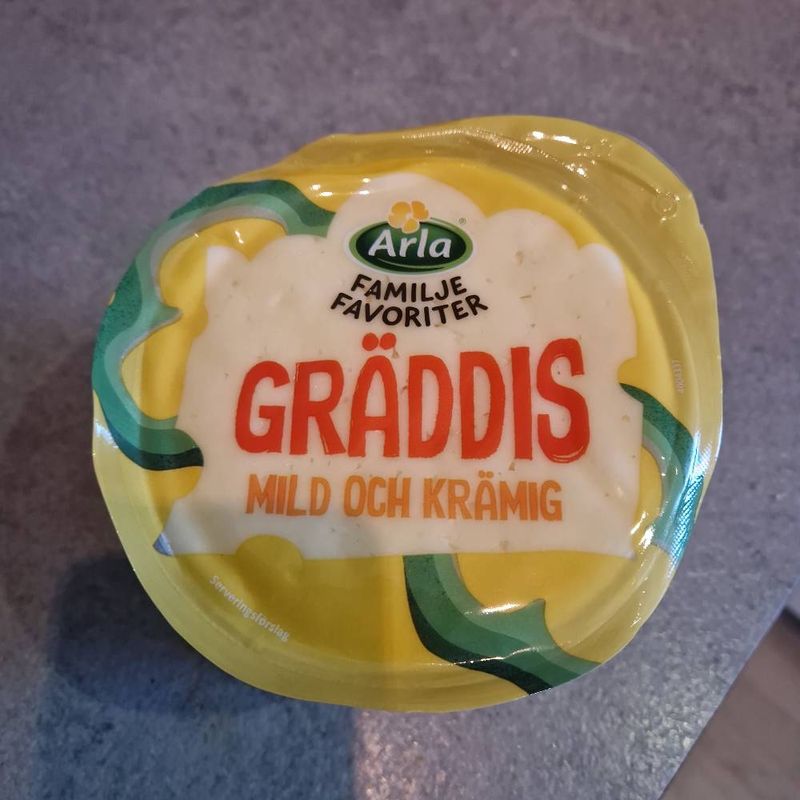 Arla
FAMILJE
FAVORITER
GRÄDDIS
MILD OCH KRÄMIG
Serveringsförslag